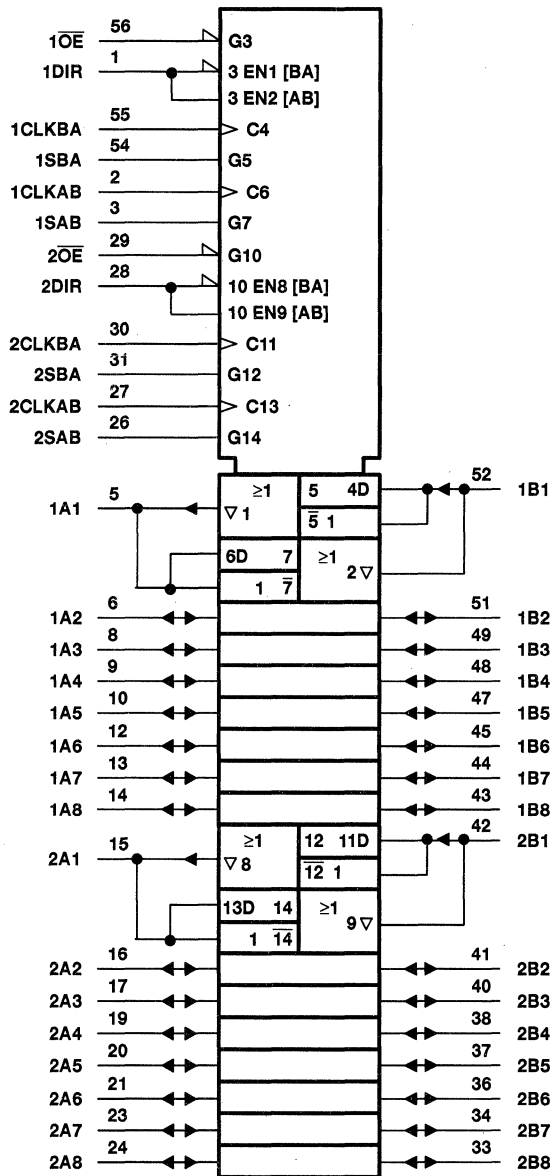 1O̅E̅ 56 G3
1DIR 1 3 EN1 [BA]
3 EN2 [AB]
1CLKBA 55 C4
1SBA 54 G5
1CLKAB 2 C6
1SAB 3 G7
2O̅E̅ 29 G10
2DIR 28 10 EN8 [BA]
10 EN9 [AB]
2CLKBA 30 C11
2SBA 31 G12
2CLKAB 27 C13
2SAB 26 G14
1A1 5 ≥1 5 4D 52 1B1
▽1 5̅ 1
6D 7 ≥1
1 7̅ 2▽
1A2 6 51 1B2
1A3 8 49 1B3
1A4 9 48 1B4
1A5 10 47 1B5
1A6 12 45 1B6
1A7 13 44 1B7
1A8 14 43 1B8
2A1 15 ≥1 12 11D 42 2B1
▽8 1̅2̅ 1
13D 14 ≥1
1 1̅4̅ 9▽
2A2 16 41 2B2
2A3 17 40 2B3
2A4 19 38 2B4
2A5 20 37 2B5
2A6 21 36 2B6
2A7 23 34 2B7
2A8 24 33 2B8